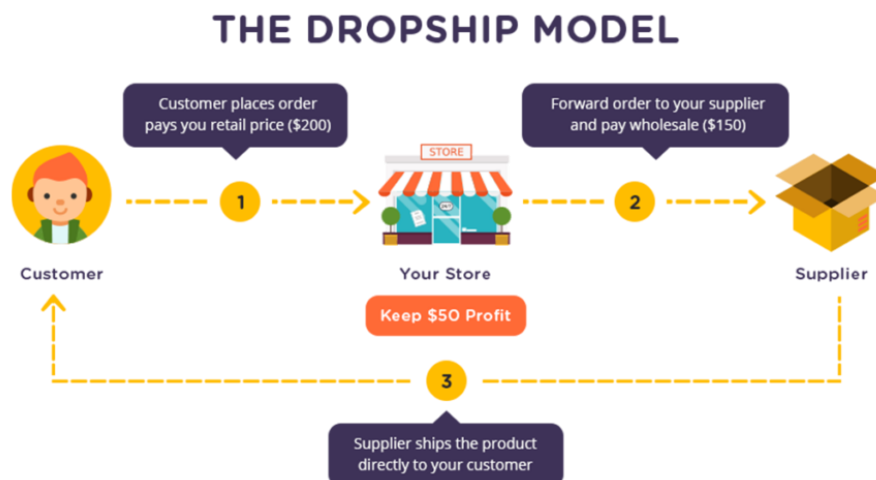 THE DROPSHIP MODEL
Customer places order
pays you retail price ($200)
Forward order to your supplier
and pay wholesale ($150)
STORE
1
2
Customer
Your Store
Supplier
Keep $50 Profit
3
Supplier ships the product
directly to your customer